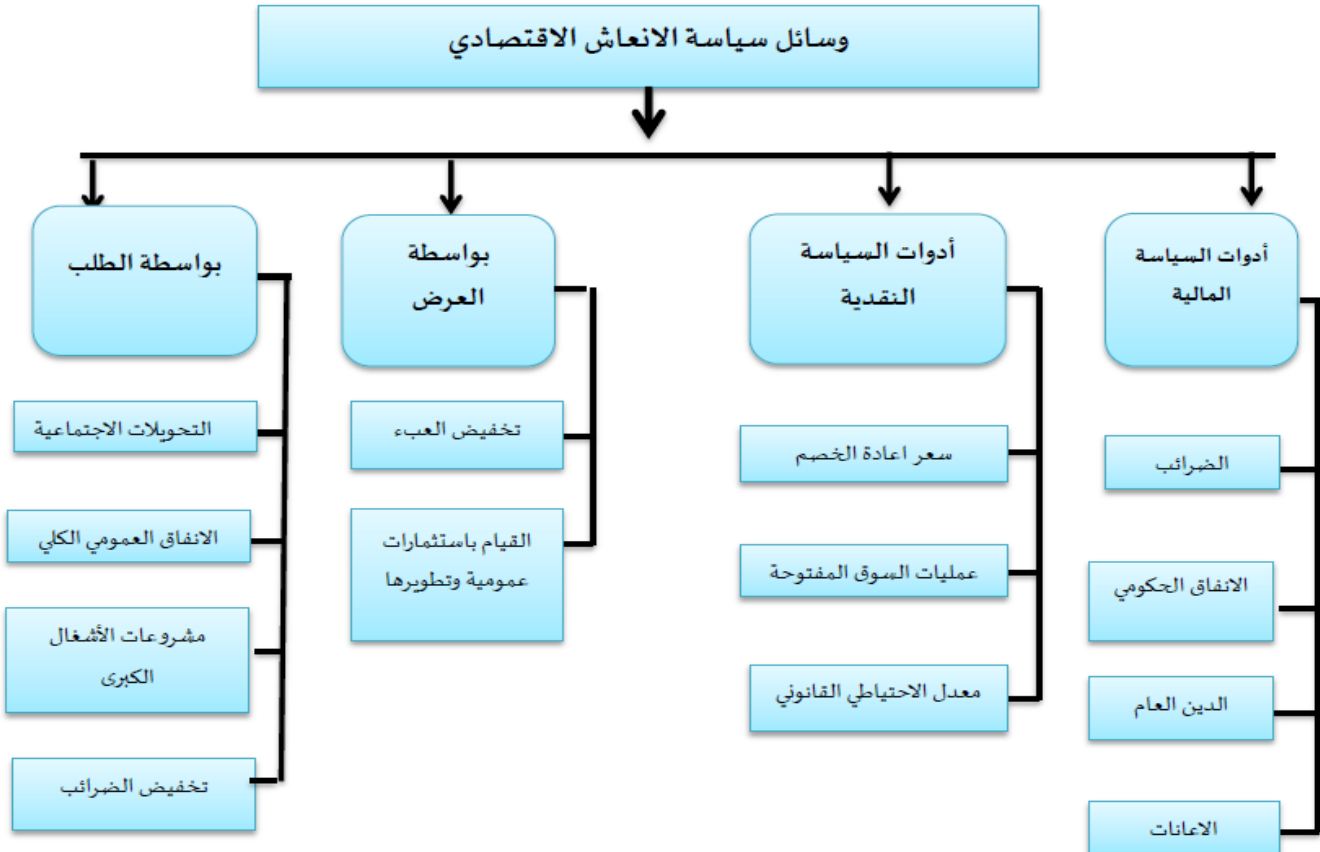 وسائل سياسة الانعاش الاقتصادي
أدوات السياسة
المالية
الضرائب
الانفاق الحكومي
الدين العام
الاعانات
أدوات السياسة
النقدية
سعر اعادة الخصم
عمليات السوق المفتوحة
معدل الاحتياطي القانوني
بواسطة
العرض
تخفيض العبء
القيام باستثمارات
عمومية وتطويرها
بواسطة الطلب
التحويلات الاجتماعية
الانفاق العمومي الكلي
مشروعات الأشغال
الكبرى
تخفيض الضرائب